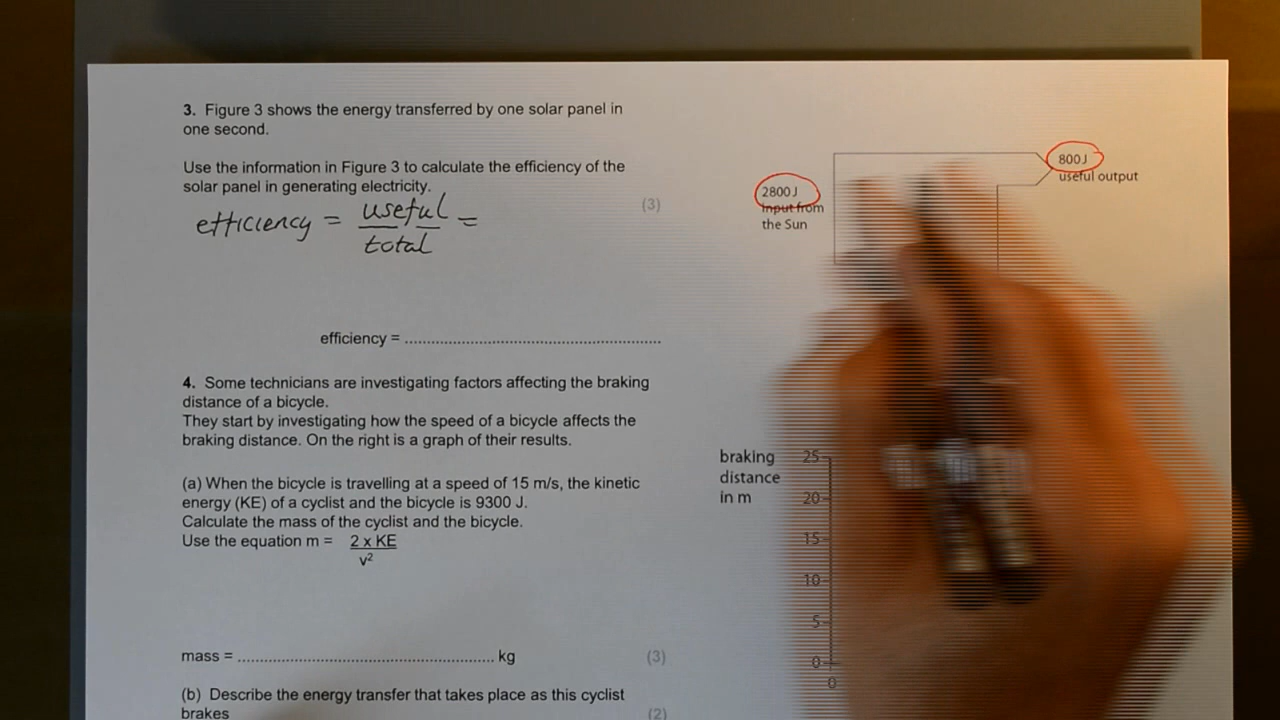 3. Figure 3 shows the energy transferred by one solar panel in
one second.
Use the information in Figure 3 to calculate the efficiency of the
solar panel in generating electricity.
(3)
efficiency = useful =
total
efficiency = ............................................................
4. Some technicians are investigating factors affecting the braking
distance of a bicycle.
They start by investigating how the speed of a bicycle affects the
braking distance. On the right is a graph of their results.
(a) When the bicycle is travelling at a speed of 15 m/s, the kinetic
energy (KE) of a cyclist and the bicycle is 9300 J.
Calculate the mass of the cyclist and the bicycle.
Use the equation m = 2 x KE
v²
mass = ............................................................ kg (3)
(b) Describe the energy transfer that takes place as this cyclist
brakes (2)
2800 J
input from
the Sun
800 J
useful output
braking
distance
in m
25
20
15
10
5
0
0